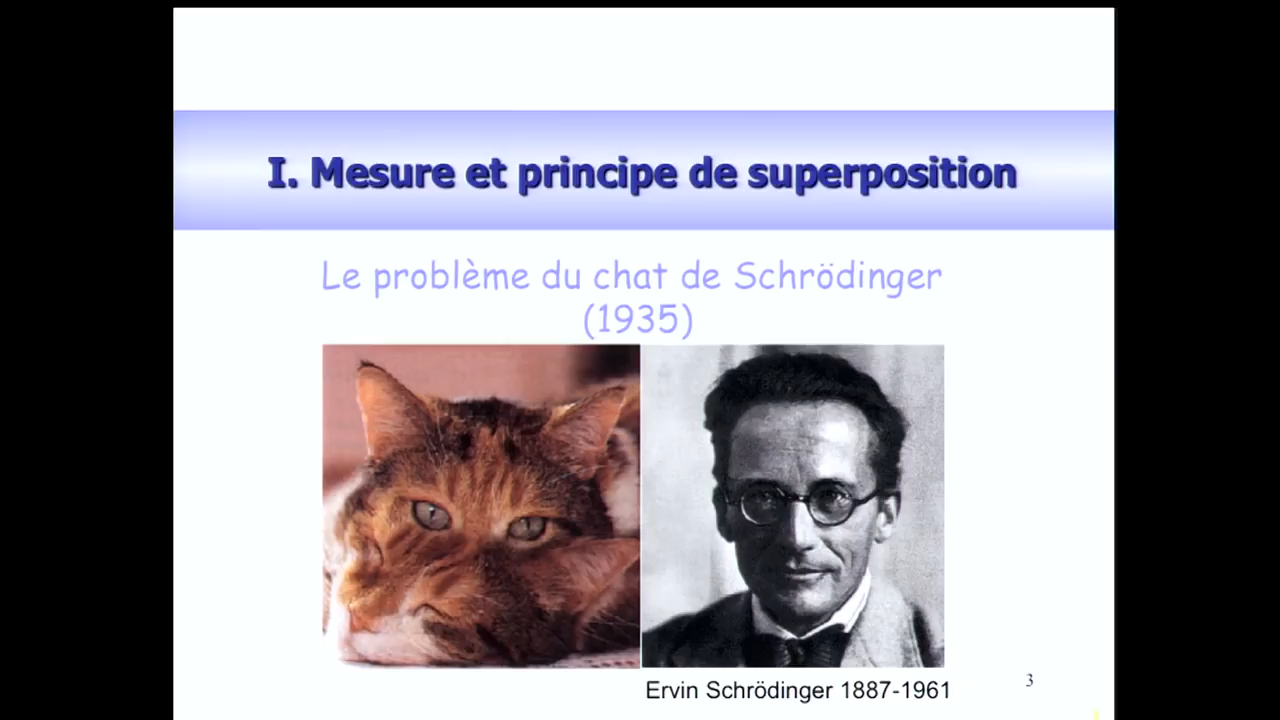 I. Mesure et principe de superposition
Le problème du chat de Schrödinger
(1935)
Ervin Schrödinger 1887-1961
3